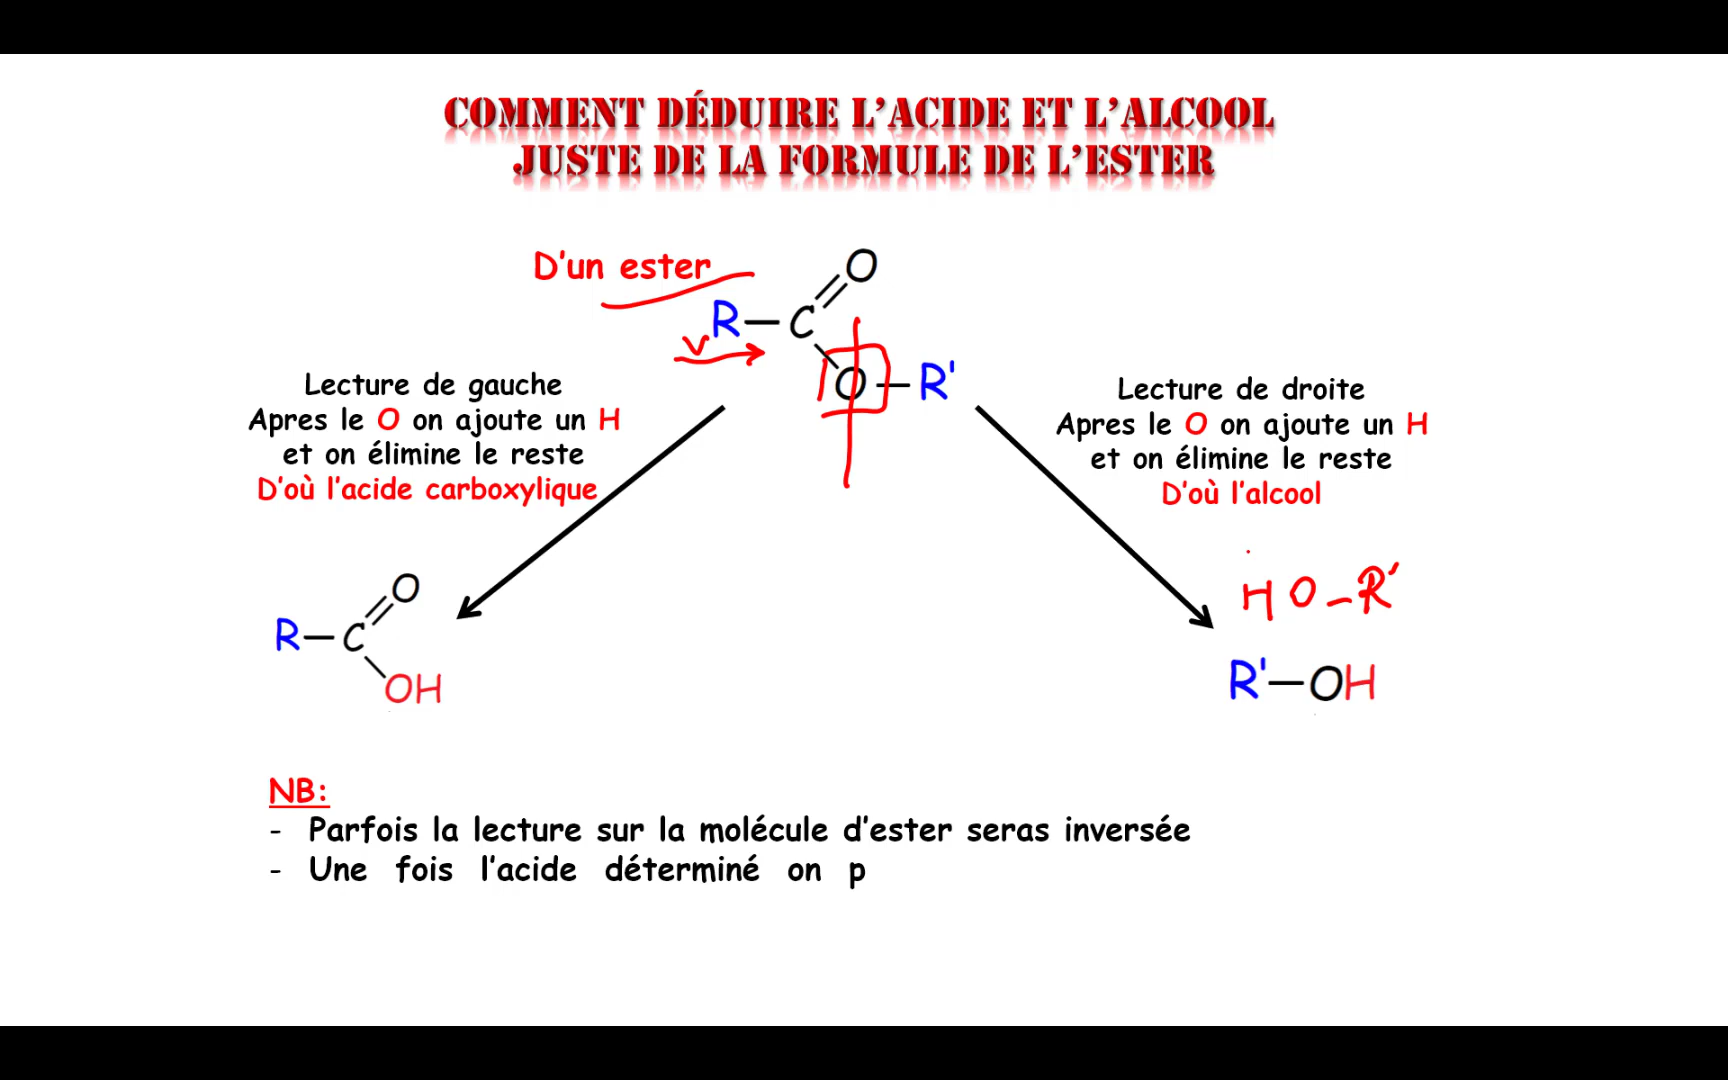 COMMENT DÉDUIRE L'ACIDE ET L'ALCOOL
JUSTE DE LA FORMULE DE L'ESTER
D'un ester
O
R C
O R'
Lecture de gauche
Apres le O on ajoute un H
et on élimine le reste
D'où l'acide carboxylique
Lecture de droite
Apres le O on ajoute un H
et on élimine le reste
D'où l'alcool
O
R C
OH
H O - R'
R'-OH
NB:
- Parfois la lecture sur la molécule d'ester seras inversée
- Une fois l'acide déterminé on p